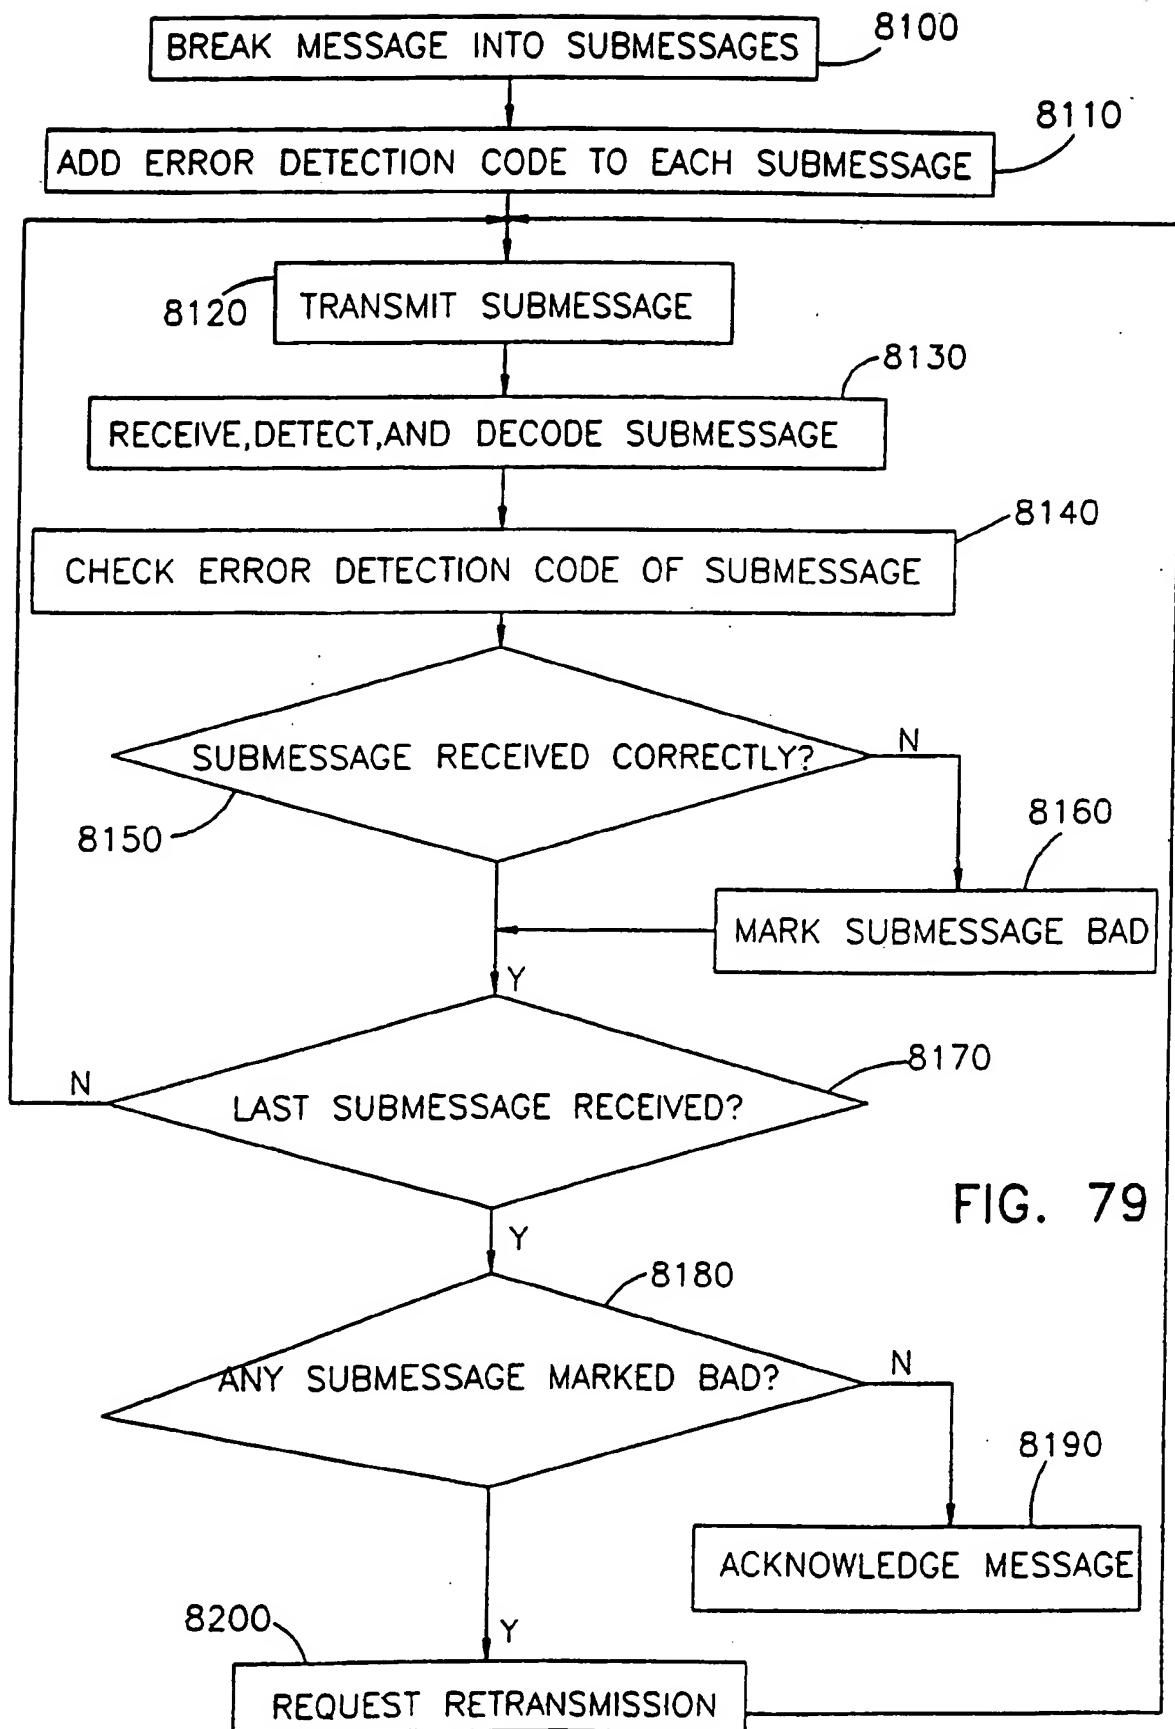 BREAK MESSAGE INTO SUBMESSAGES
8100
8110
ADD ERROR DETECTION CODE TO EACH SUBMESSAGE
8120
TRANSMIT SUBMESSAGE
8130
RECEIVE,DETECT,AND DECODE SUBMESSAGE
8140
CHECK ERROR DETECTION CODE OF SUBMESSAGE
SUBMESSAGE RECEIVED CORRECTLY?
N
8150
8160
MARK SUBMESSAGE BAD
Y
8170
N
LAST SUBMESSAGE RECEIVED?
FIG. 79
Y
8180
ANY SUBMESSAGE MARKED BAD?
N
8190
ACKNOWLEDGE MESSAGE
8200
Y
REQUEST RETRANSMISSION